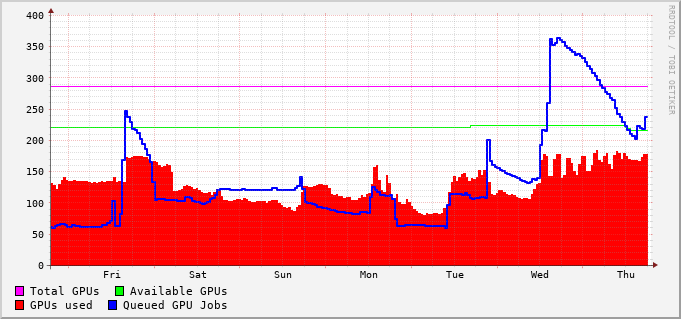 400
350
300
250
200
150
100
50
0
Fri Sat Sun Mon Tue Wed Thu
RRDTOOL / TOBI OETIKER
Total GPUs Available GPUs
GPUs used Queued GPU Jobs